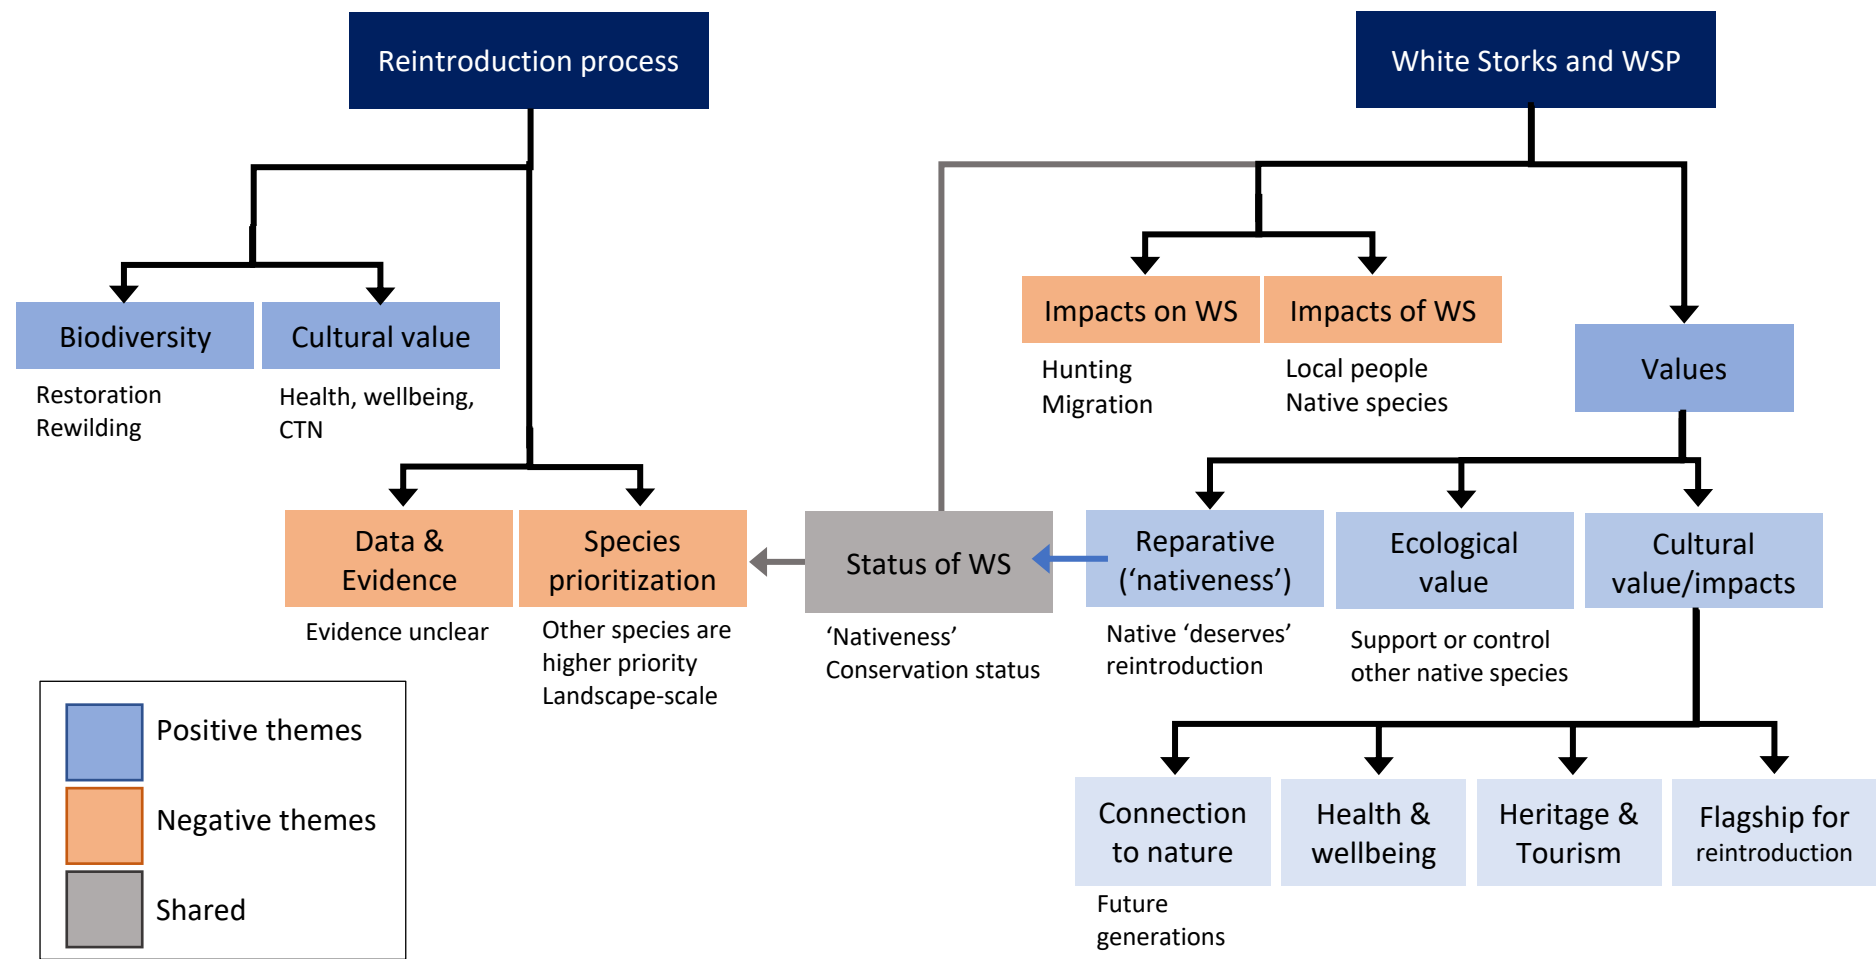 Reintroduction process
White Storks and WSP
Biodiversity
Restoration
Rewilding
Cultural value
Health, wellbeing,
CTN
Impacts on WS
Hunting
Migration
Impacts of WS
Local people
Native species
Values
Data &
Evidence
Evidence unclear
Species
prioritization
Other species are
higher priority
Landscape-scale
Status of WS
‘Nativeness’
Conservation status
Reparative
(‘nativeness’)
Native ‘deserves’
reintroduction
Ecological
value
Support or control
other native species
Cultural
value/impacts
Connection
to nature
Future
generations
Health &
wellbeing
Heritage &
Tourism
Flagship for
reintroduction
Positive themes
Negative themes
Shared